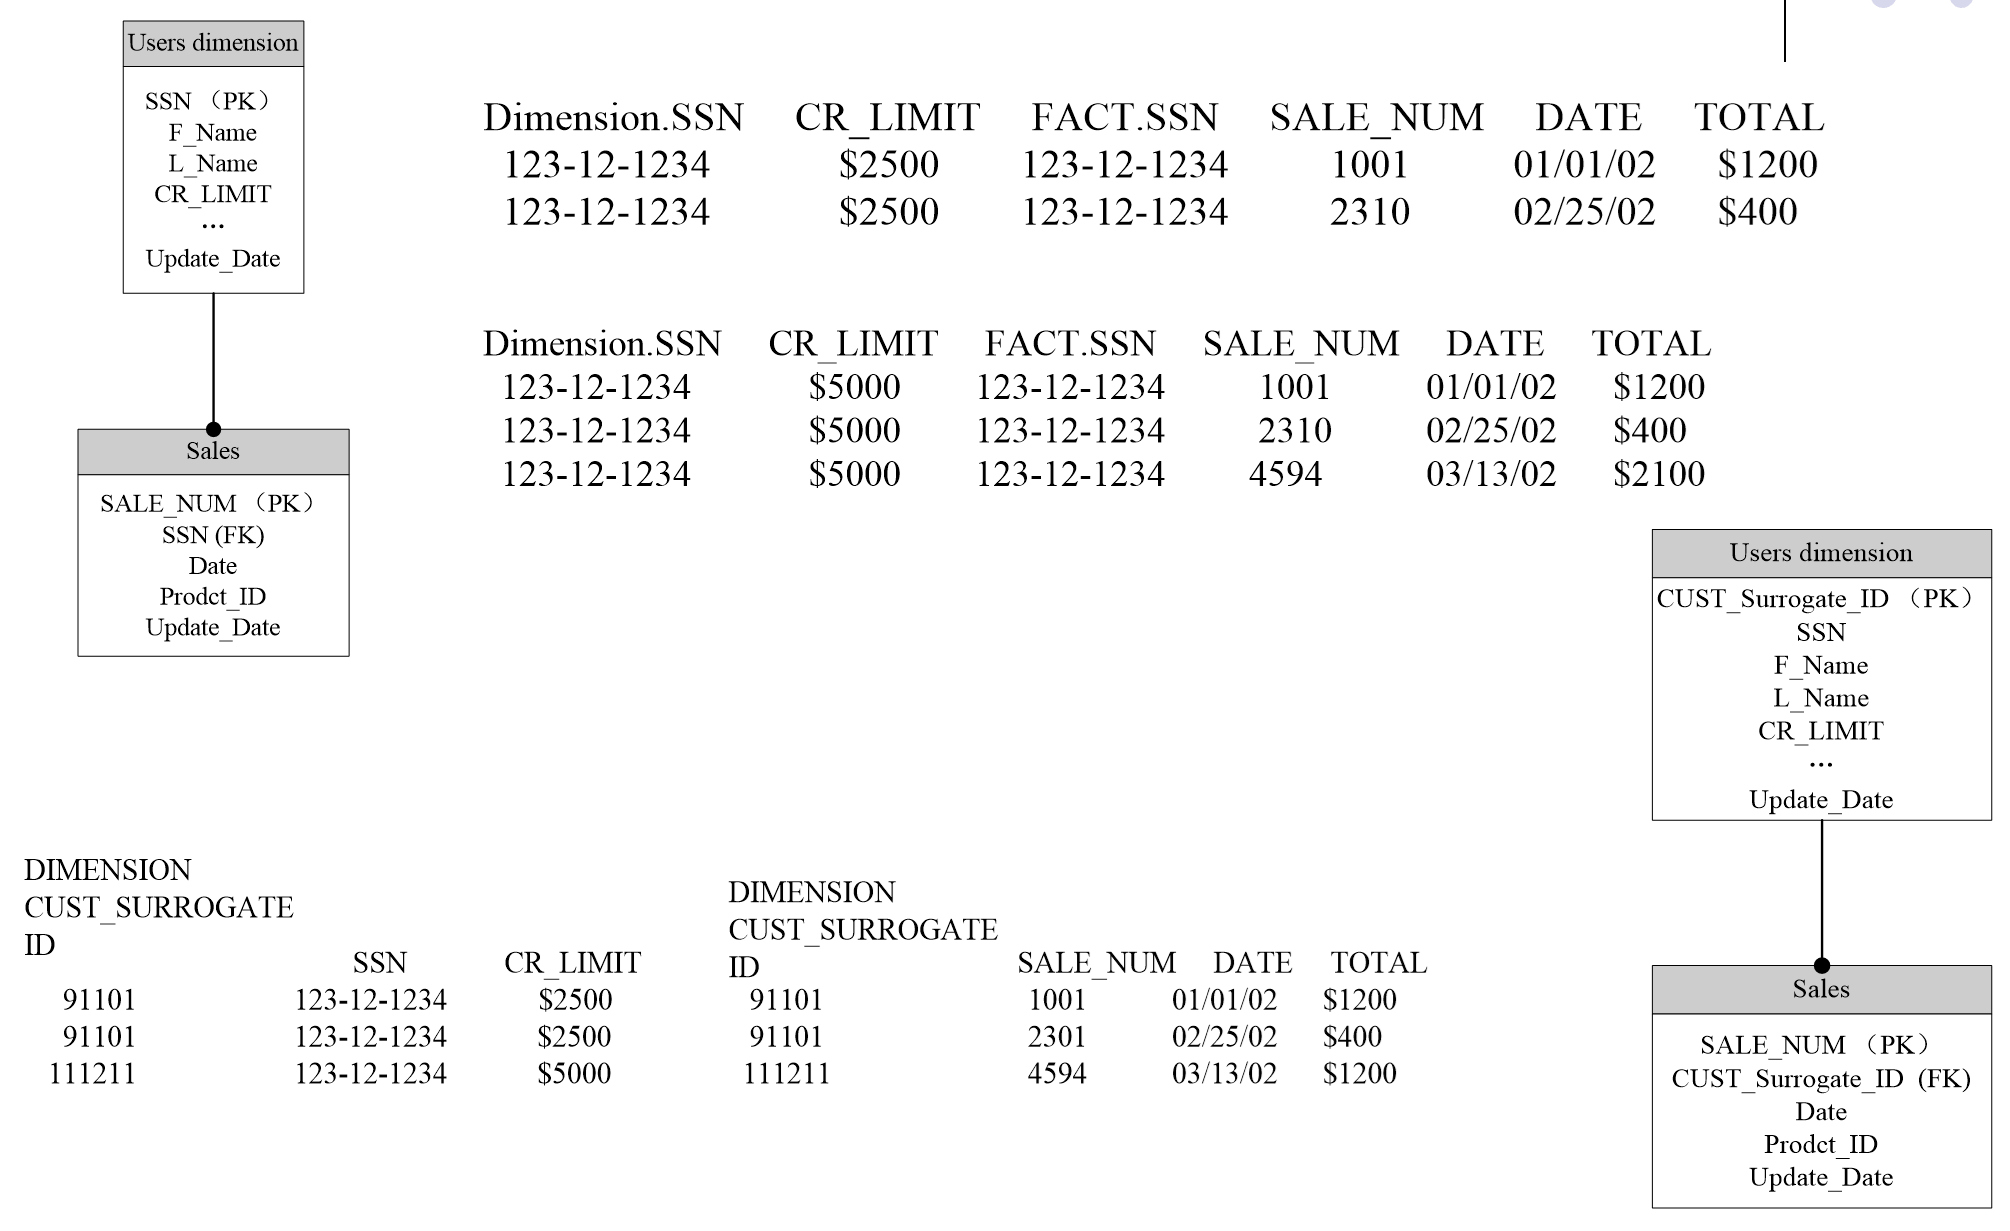 Users dimension
SSN （PK）
F_Name
L_Name
CR_LIMIT
...
Update_Date
Sales
SALE_NUM （PK）
SSN (FK)
Date
Prodct_ID
Update_Date
Dimension.SSN CR_LIMIT FACT.SSN SALE_NUM DATE TOTAL
123-12-1234 $2500 123-12-1234 1001 01/01/02 $1200
123-12-1234 $2500 123-12-1234 2310 02/25/02 $400
Dimension.SSN CR_LIMIT FACT.SSN SALE_NUM DATE TOTAL
123-12-1234 $5000 123-12-1234 1001 01/01/02 $1200
123-12-1234 $5000 123-12-1234 2310 02/25/02 $400
123-12-1234 $5000 123-12-1234 4594 03/13/02 $2100
Users dimension
CUST_Surrogate_ID （PK）
SSN
F_Name
L_Name
CR_LIMIT
...
Update_Date
Sales
SALE_NUM （PK）
CUST_Surrogate_ID (FK)
Date
Prodct_ID
Update_Date
DIMENSION
CUST_SURROGATE
ID
SSN CR_LIMIT
DIMENSION
CUST_SURROGATE
ID
SALE_NUM DATE TOTAL
91101 123-12-1234 $2500 91101 1001 01/01/02 $1200
91101 123-12-1234 $2500 91101 2301 02/25/02 $400
111211 123-12-1234 $5000 111211 4594 03/13/02 $1200